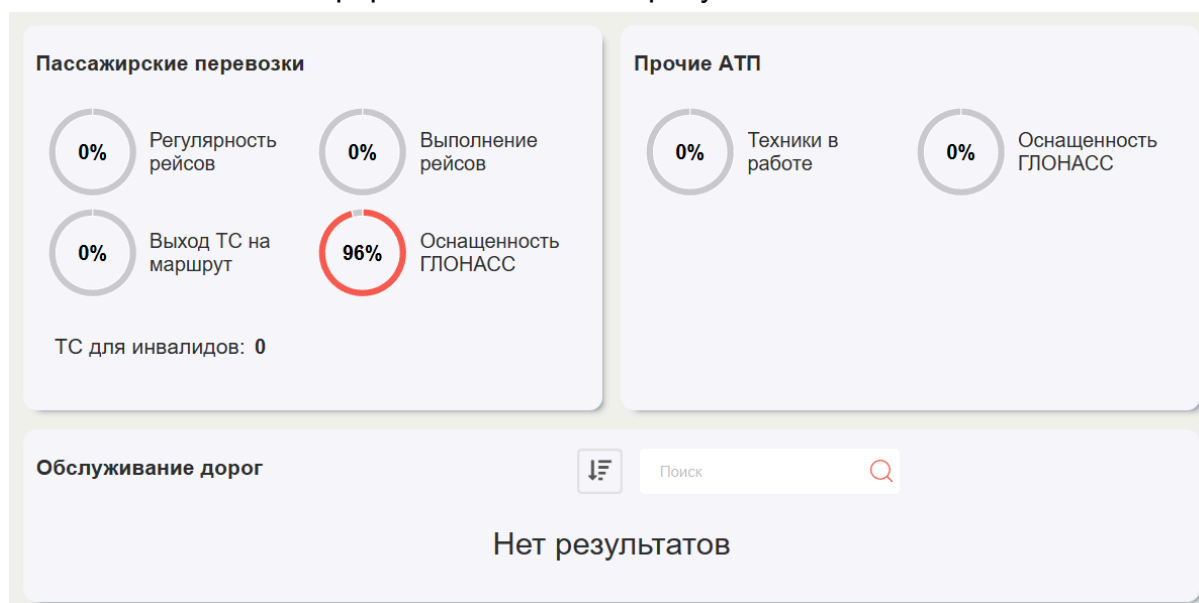 Пассажирские перевозки
0%
Регулярность
рейсов
0%
Выполнение
рейсов
0%
Выход ТС на
маршрут
96%
Оснащенность
ГЛОНАСС
ТС для инвалидов: 0
Прочие АТП
0%
Техники в
работе
0%
Оснащенность
ГЛОНАСС
Обслуживание дорог
Поиск
Нет результатов